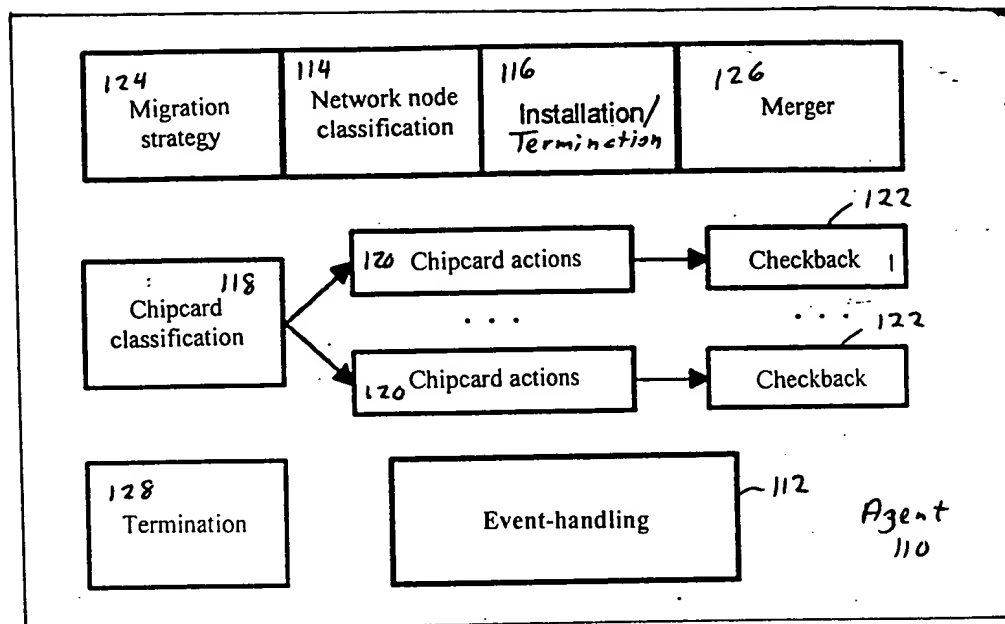 124
Migration
strategy
114
Network node
classification
116
Installation/
Termination
126
Merger
122
118
Chipcard
classification
120 Chipcard actions
Checkback 1
. . .
. . .
122
120 Chipcard actions
Checkback
128
Termination
Event-handling
112
Agent
110